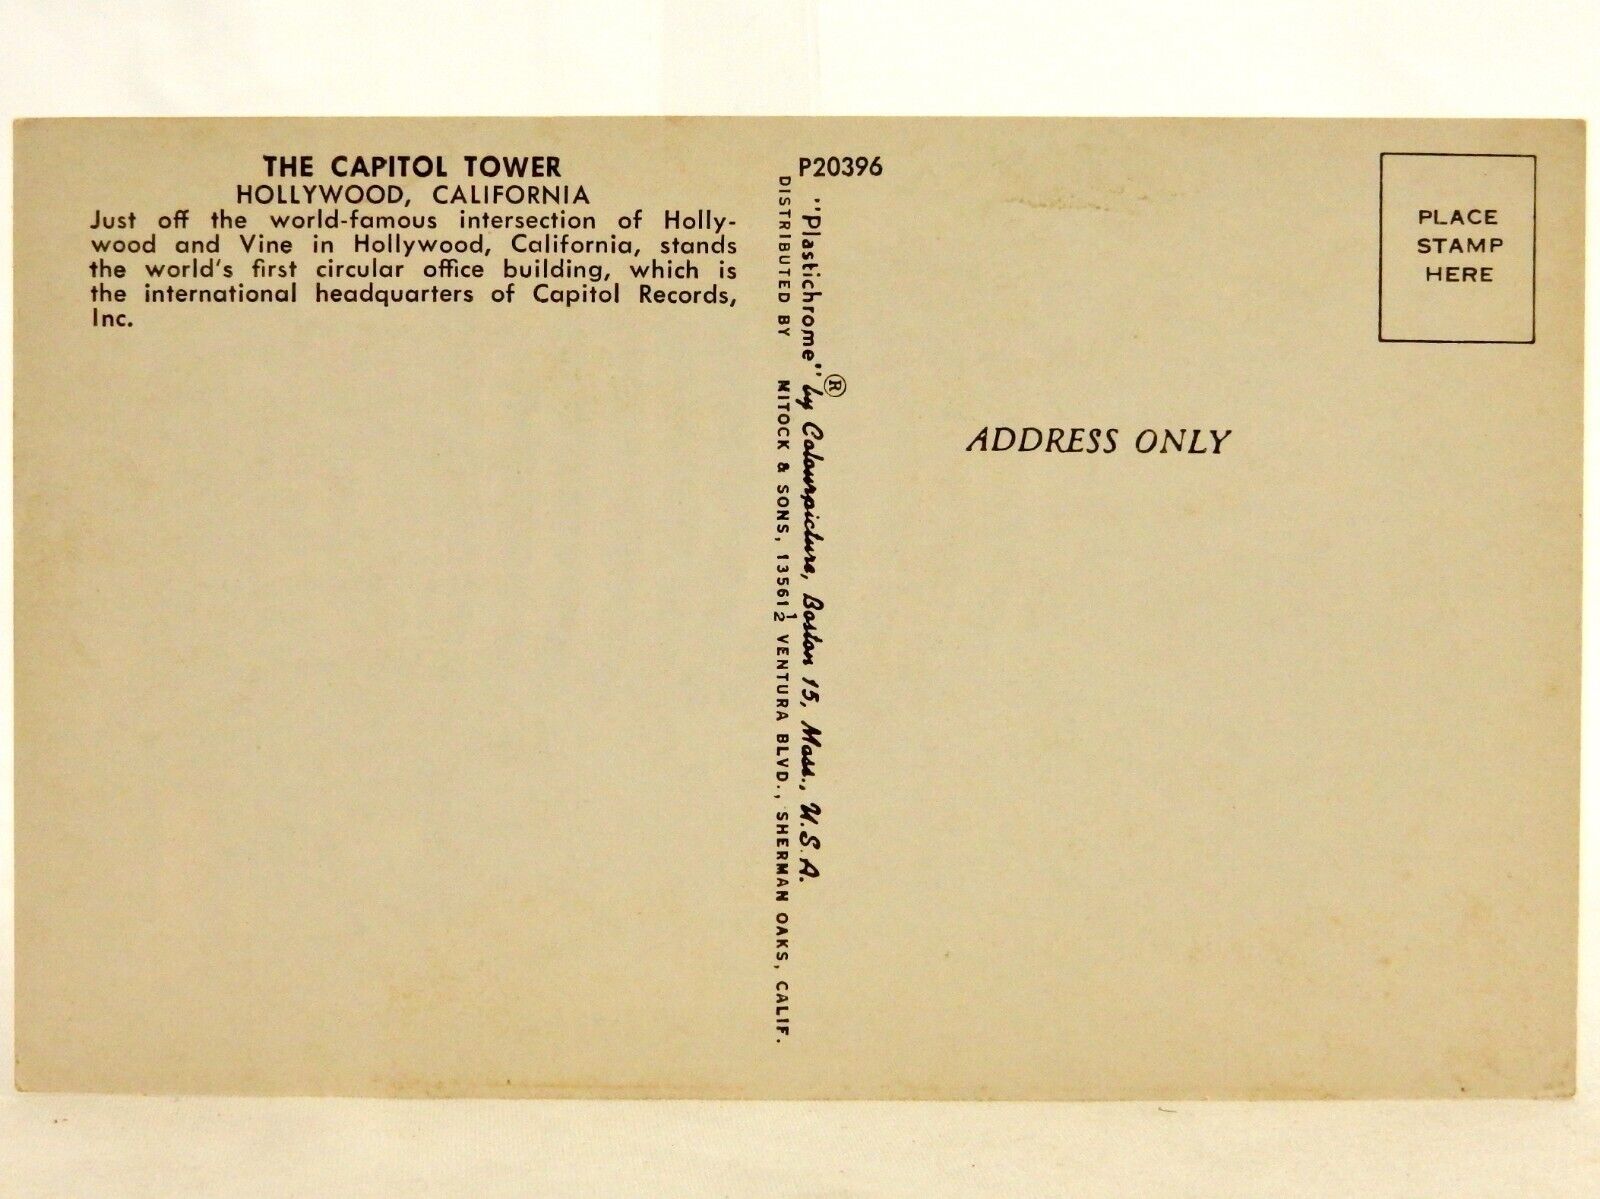 THE CAPITOL TOWER
HOLLYWOOD, CALIFORNIA
Just off the world-famous intersection of Holly-
wood and Vine in Hollywood, California, stands
the world's first circular office building, which is
the international headquarters of Capitol Records,
Inc.
P20396
"Plastichrome"® by Colourpicture, Boston 15, Mass., U.S.A.
DISTRIBUTED BY MITOCK & SONS, 13561½ VENTURA BLVD., SHERMAN OAKS, CALIF.
PLACE
STAMP
HERE
ADDRESS ONLY